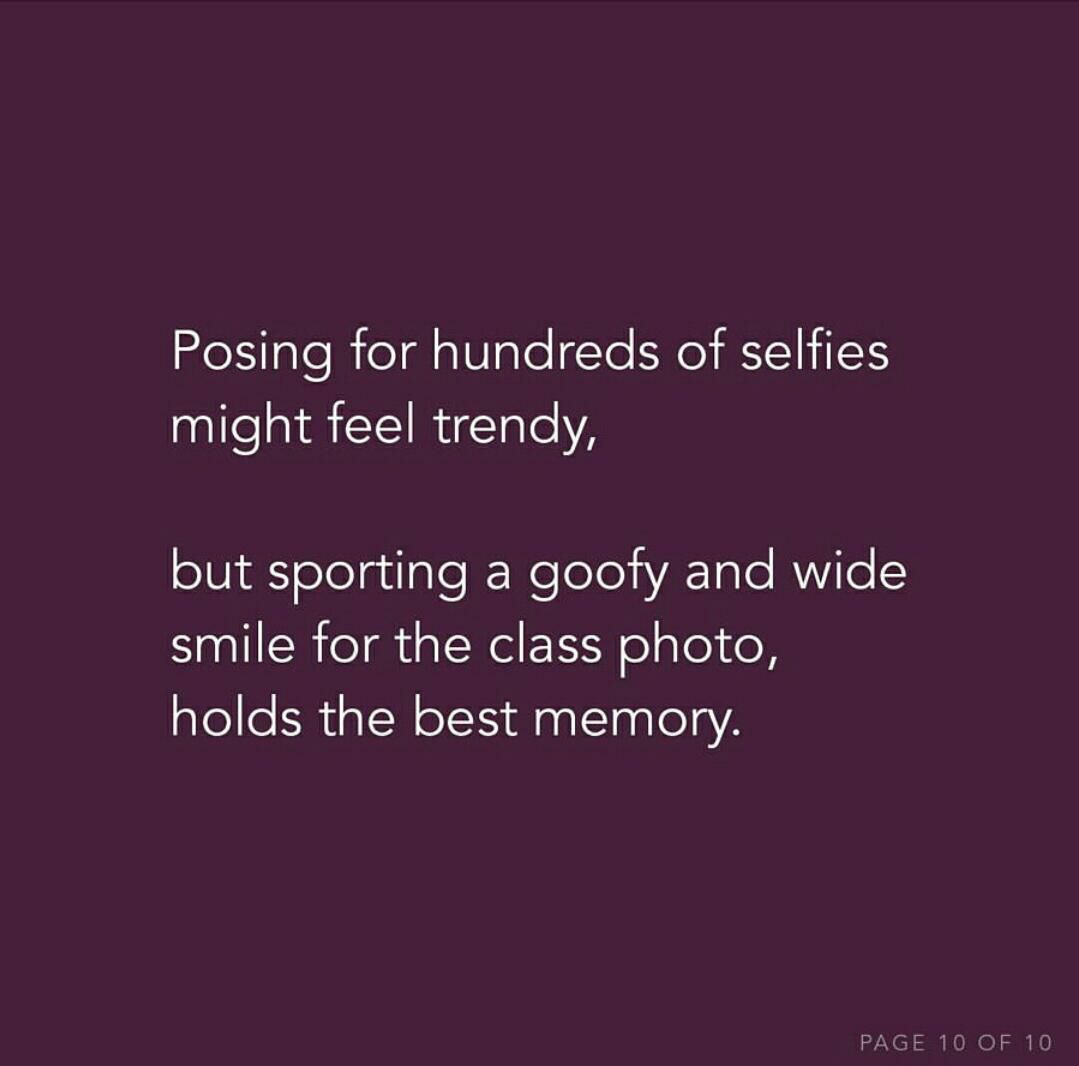 Posing for hundreds of selfies
might feel trendy,
but sporting a goofy and wide
smile for the class photo,
holds the best memory.
PAGE 10 OF 10